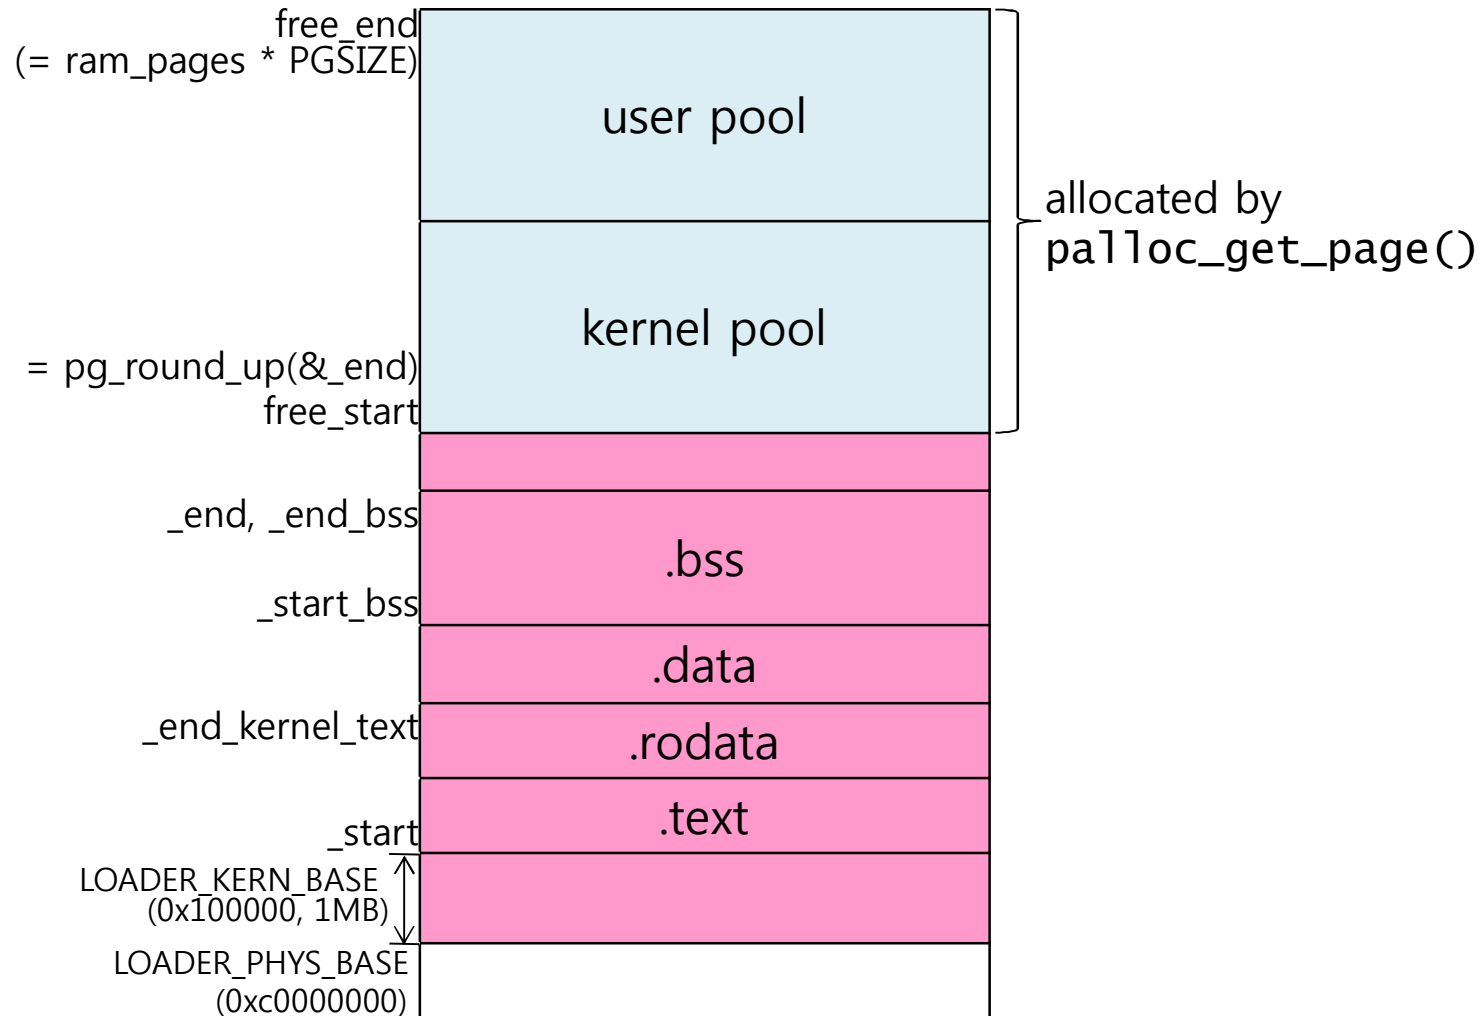 free_end
(= ram_pages * PGSIZE)
user pool
allocated by
palloc_get_page()
kernel pool
= pg_round_up(&_end)
free_start
_end, _end_bss
.bss
_start_bss
.data
_end_kernel_text
.rodata
.text
_start
LOADER_KERN_BASE
(0x100000, 1MB)
LOADER_PHYS_BASE
(0xc0000000)